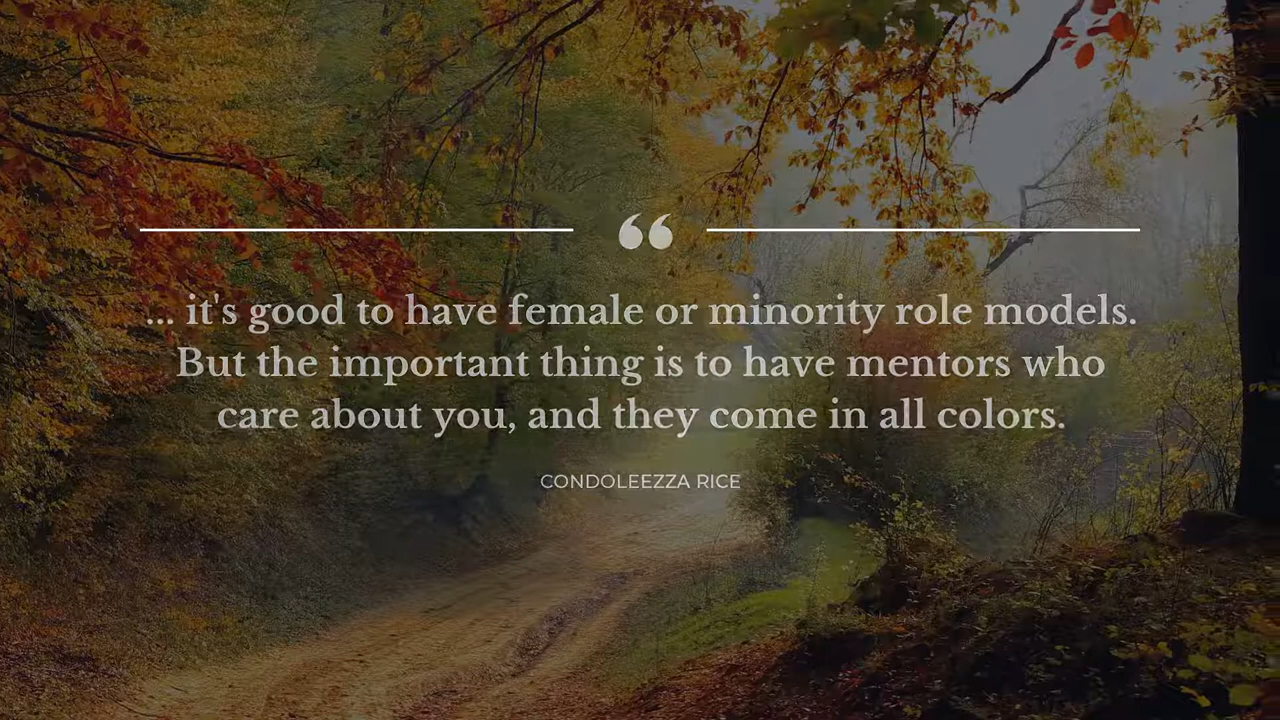 “
... it's good to have female or minority role models.
But the important thing is to have mentors who
care about you, and they come in all colors.
CONDOLEEZZA RICE